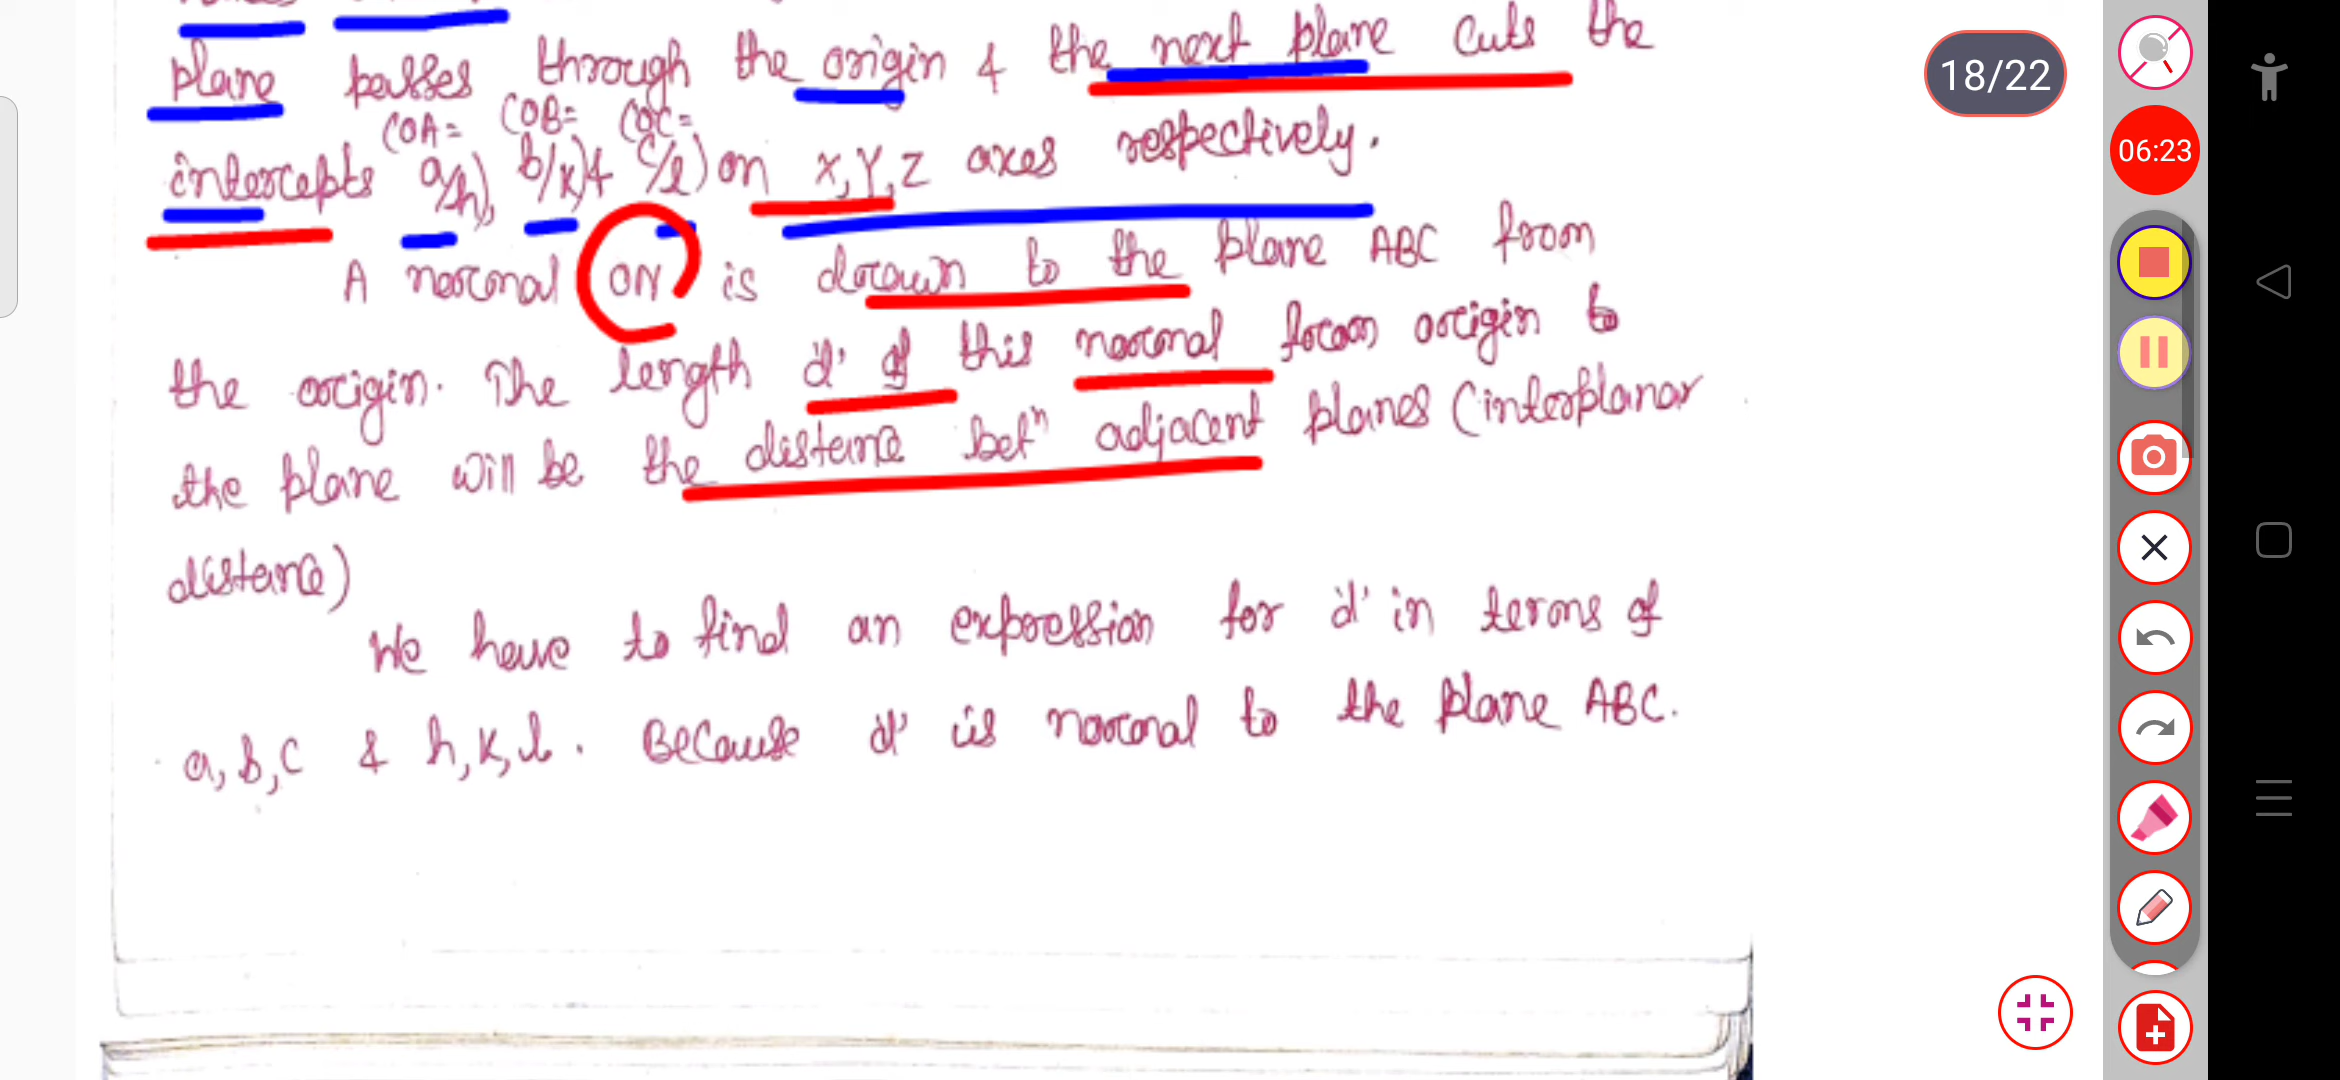 plane passes through the origin & the next plane cuts the
(OA= (OB= (OC=
intercepts a/h), b/k) & c/l) on X, Y, Z axes respectively.
A normal ON is drawn to the plane ABC from
the origin. The length 'd' of this normal from origin to
the plane will be the distance betn adjacent planes (interplanar
distance)
We have to find an expression for 'd' in terms of
a, b, c & h, k, l. Because 'd' is normal to the plane ABC.
18/22
06:23